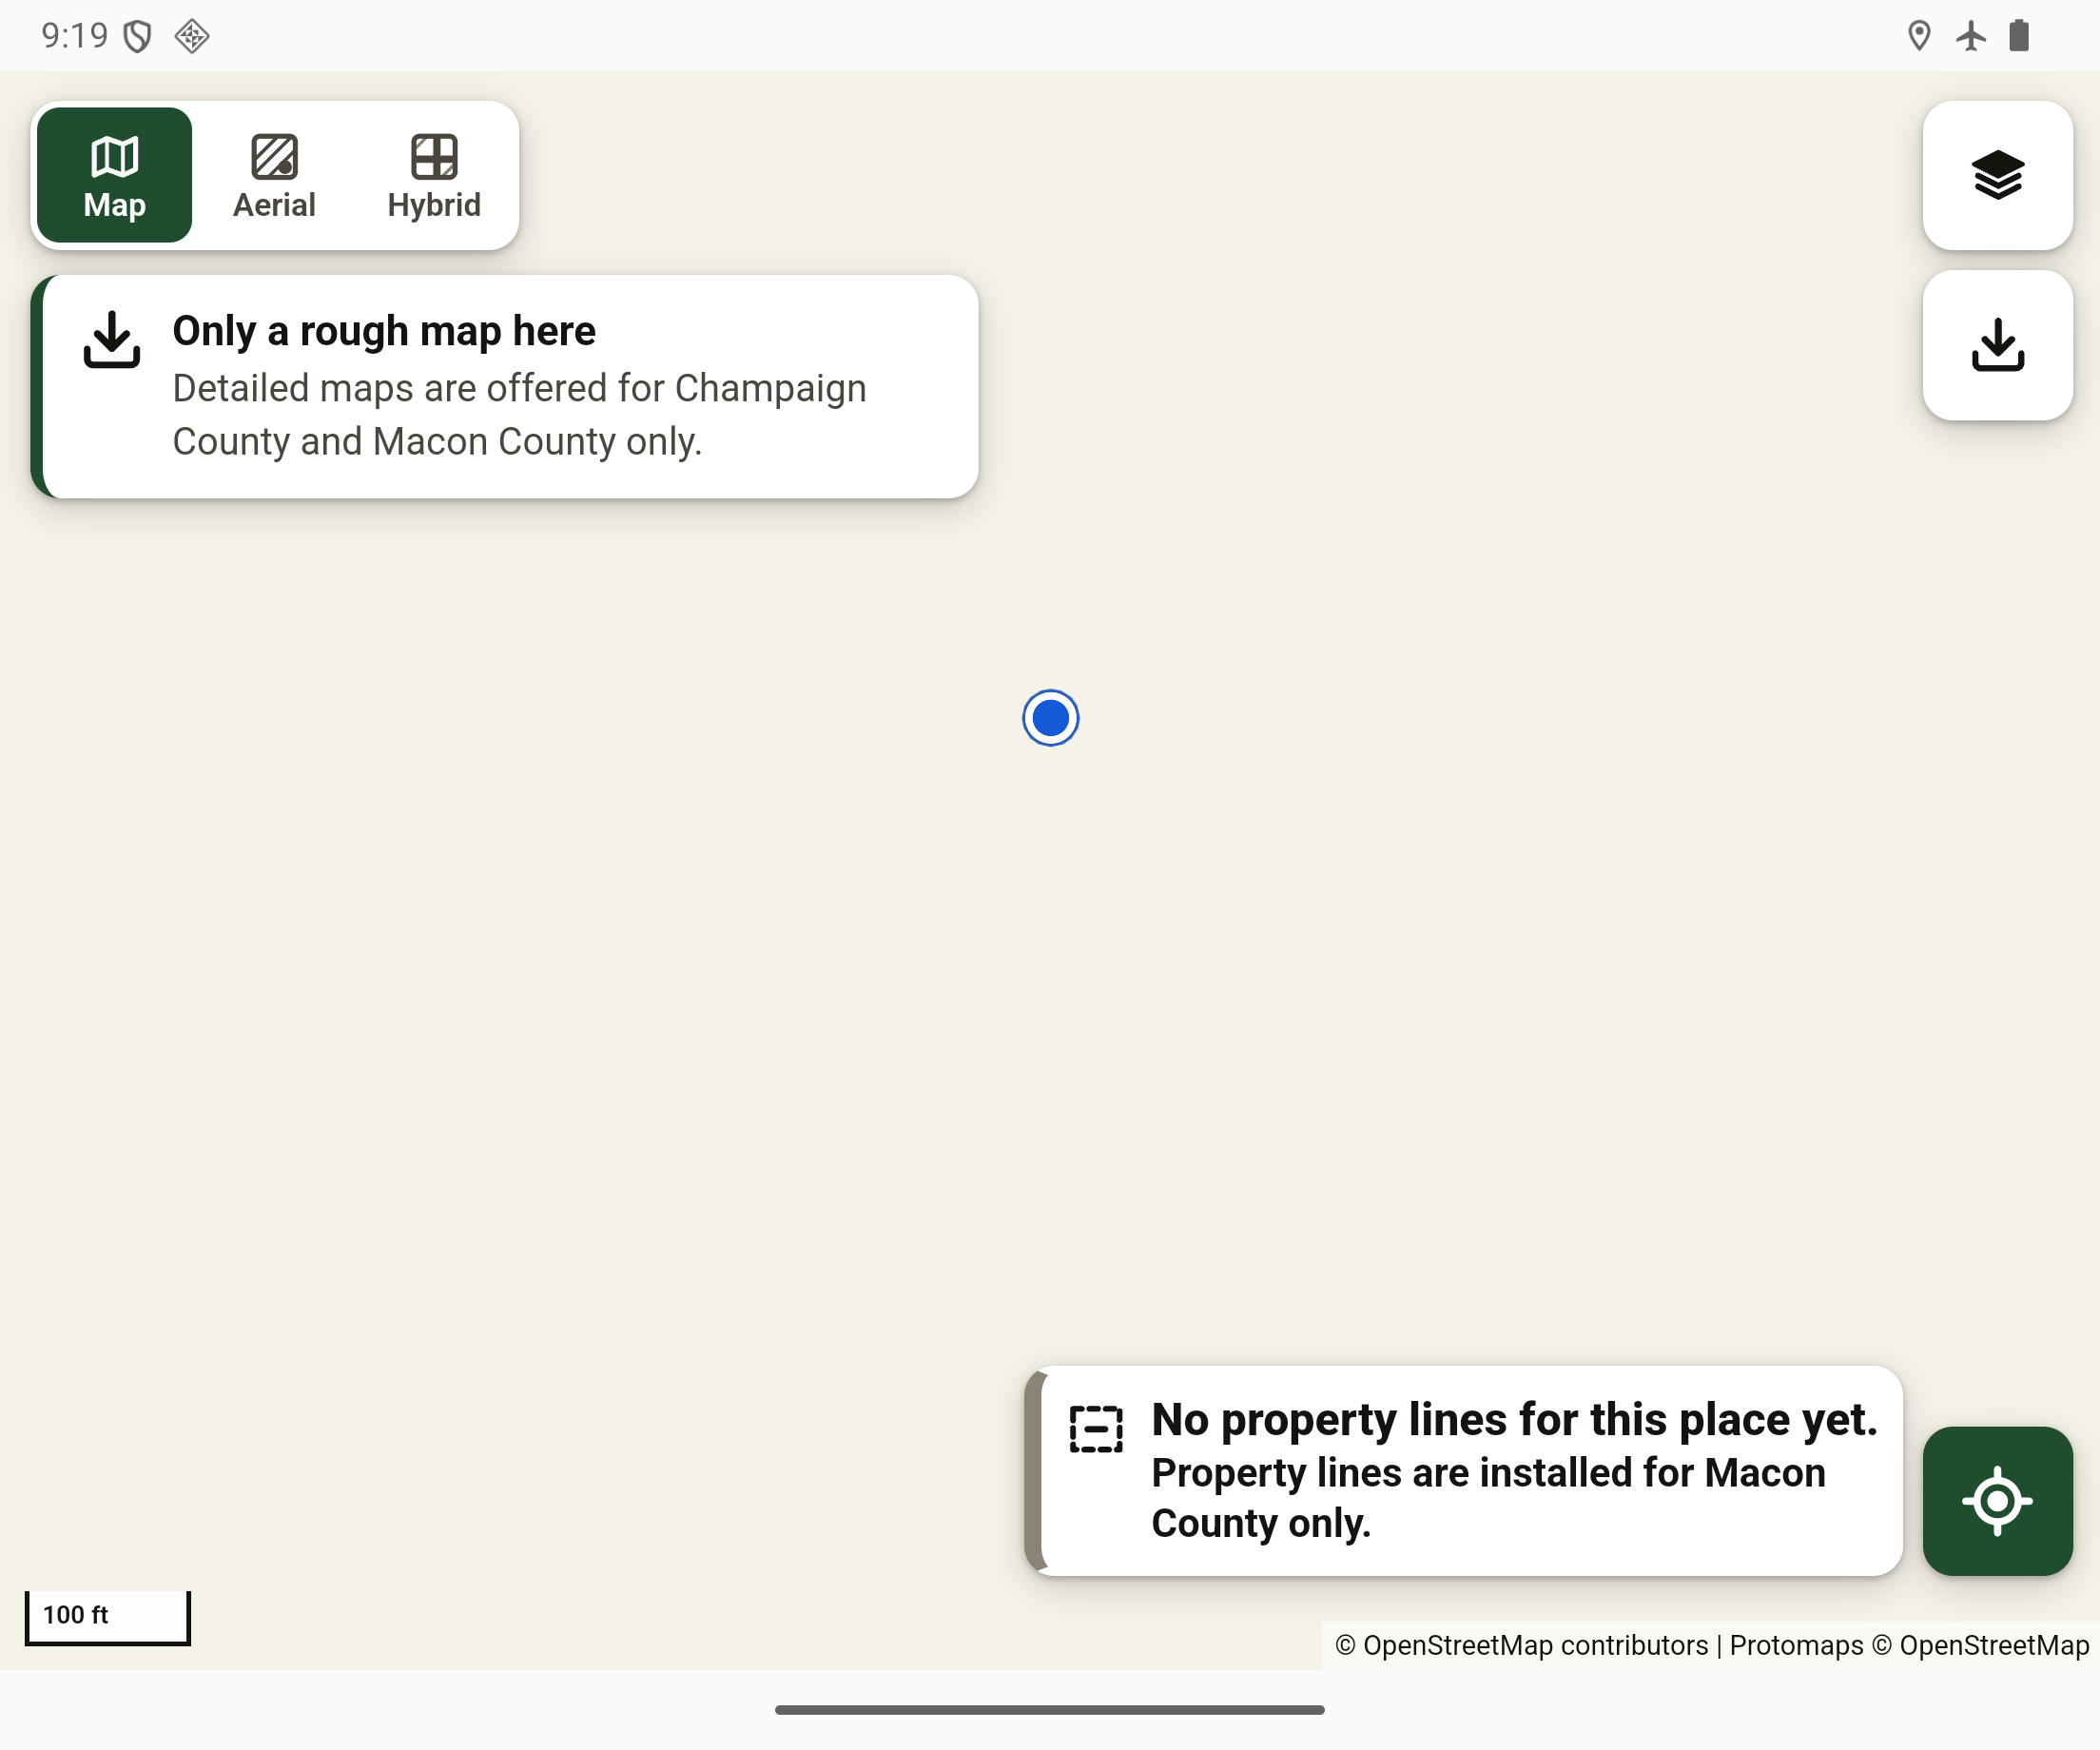 9:19
Map
Aerial
Hybrid
Only a rough map here
Detailed maps are offered for Champaign
County and Macon County only.
No property lines for this place yet.
Property lines are installed for Macon
County only.
100 ft
© OpenStreetMap contributors | Protomaps © OpenStreetMap